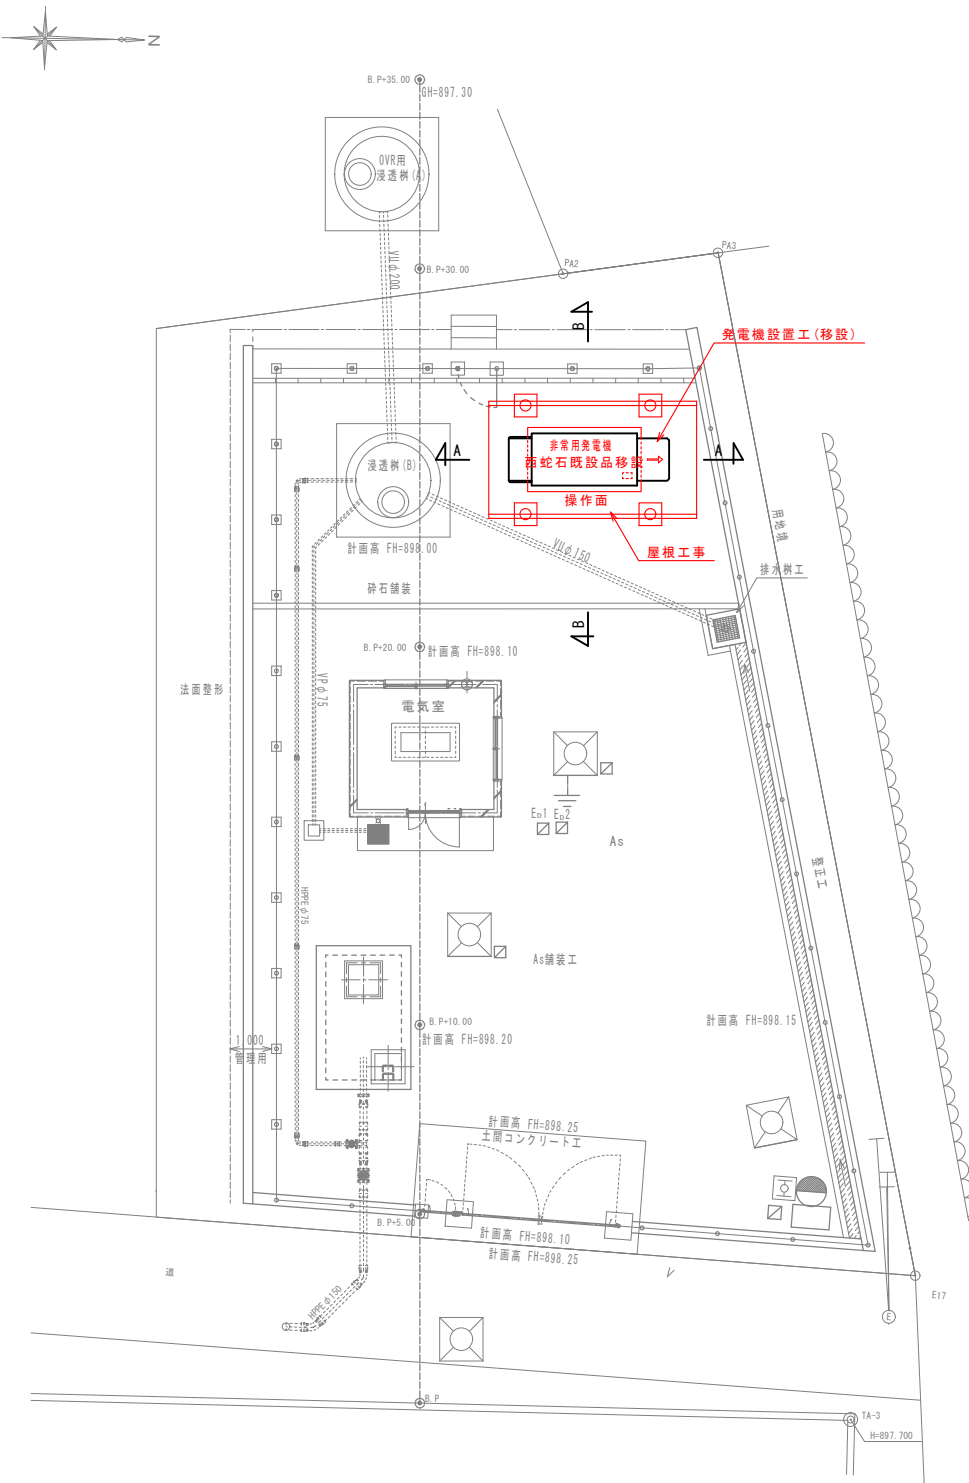 N
B.P+35.00
GH=897.30
OVR用
浸透桝(A)
VUφ200
B.P+30.00
PA2
PA3
B
発電機設置工(移設)
A
A
非常用発電機
西蛇石既設品移設
操作面
浸透桝(B)
計画高 FH=898.00
VUφ150
屋根工事
用地境
排水桝工
砕石舗装
B
B.P+20.00
計画高 FH=898.10
法面整形
VPφ75
電気室
ED1 ED2
As
整正工
HPPEφ75
As舗装工
B.P+10.00
計画高 FH=898.20
計画高 FH=898.15
1,000
管理用
計画高 FH=898.25
土間コンクリート工
B.P+5.00
計画高 FH=898.10
計画高 FH=898.25
道
HPPEφ150
E17
E
B.P
TA-3
H=897.700